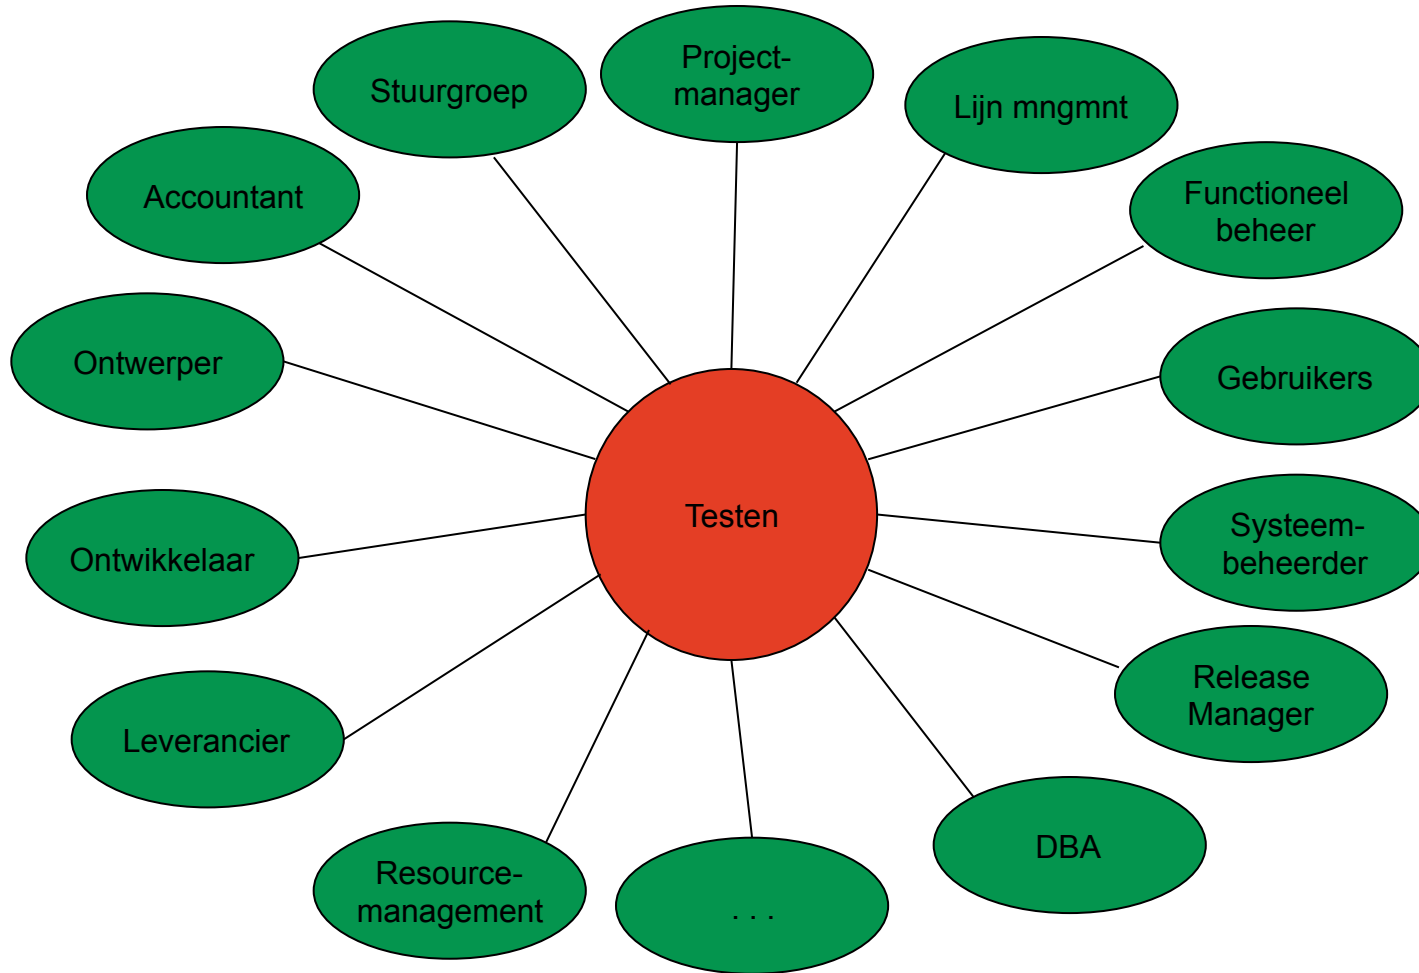 Project-
manager
Stuurgroep
Lijn mngmnt
Accountant
Functioneel
beheer
Ontwerper
Gebruikers
Testen
Systeem-
beheerder
Ontwikkelaar
Release
Manager
Leverancier
DBA
Resource-
management
. . .